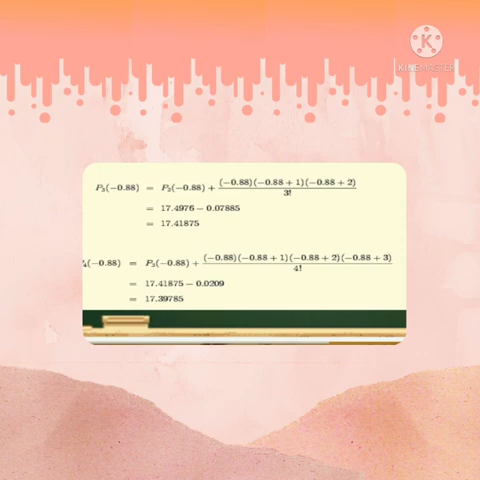 K
KINEMASTER
P₃(−0.88) = P₂(−0.88) + (−0.88)(−0.88 + 1)(−0.88 + 2) / 3!
= 17.4976 − 0.07885
= 17.41875
₄(−0.88) = P₃(−0.88) + (−0.88)(−0.88 + 1)(−0.88 + 2)(−0.88 + 3) / 4!
= 17.41875 − 0.0209
= 17.39785